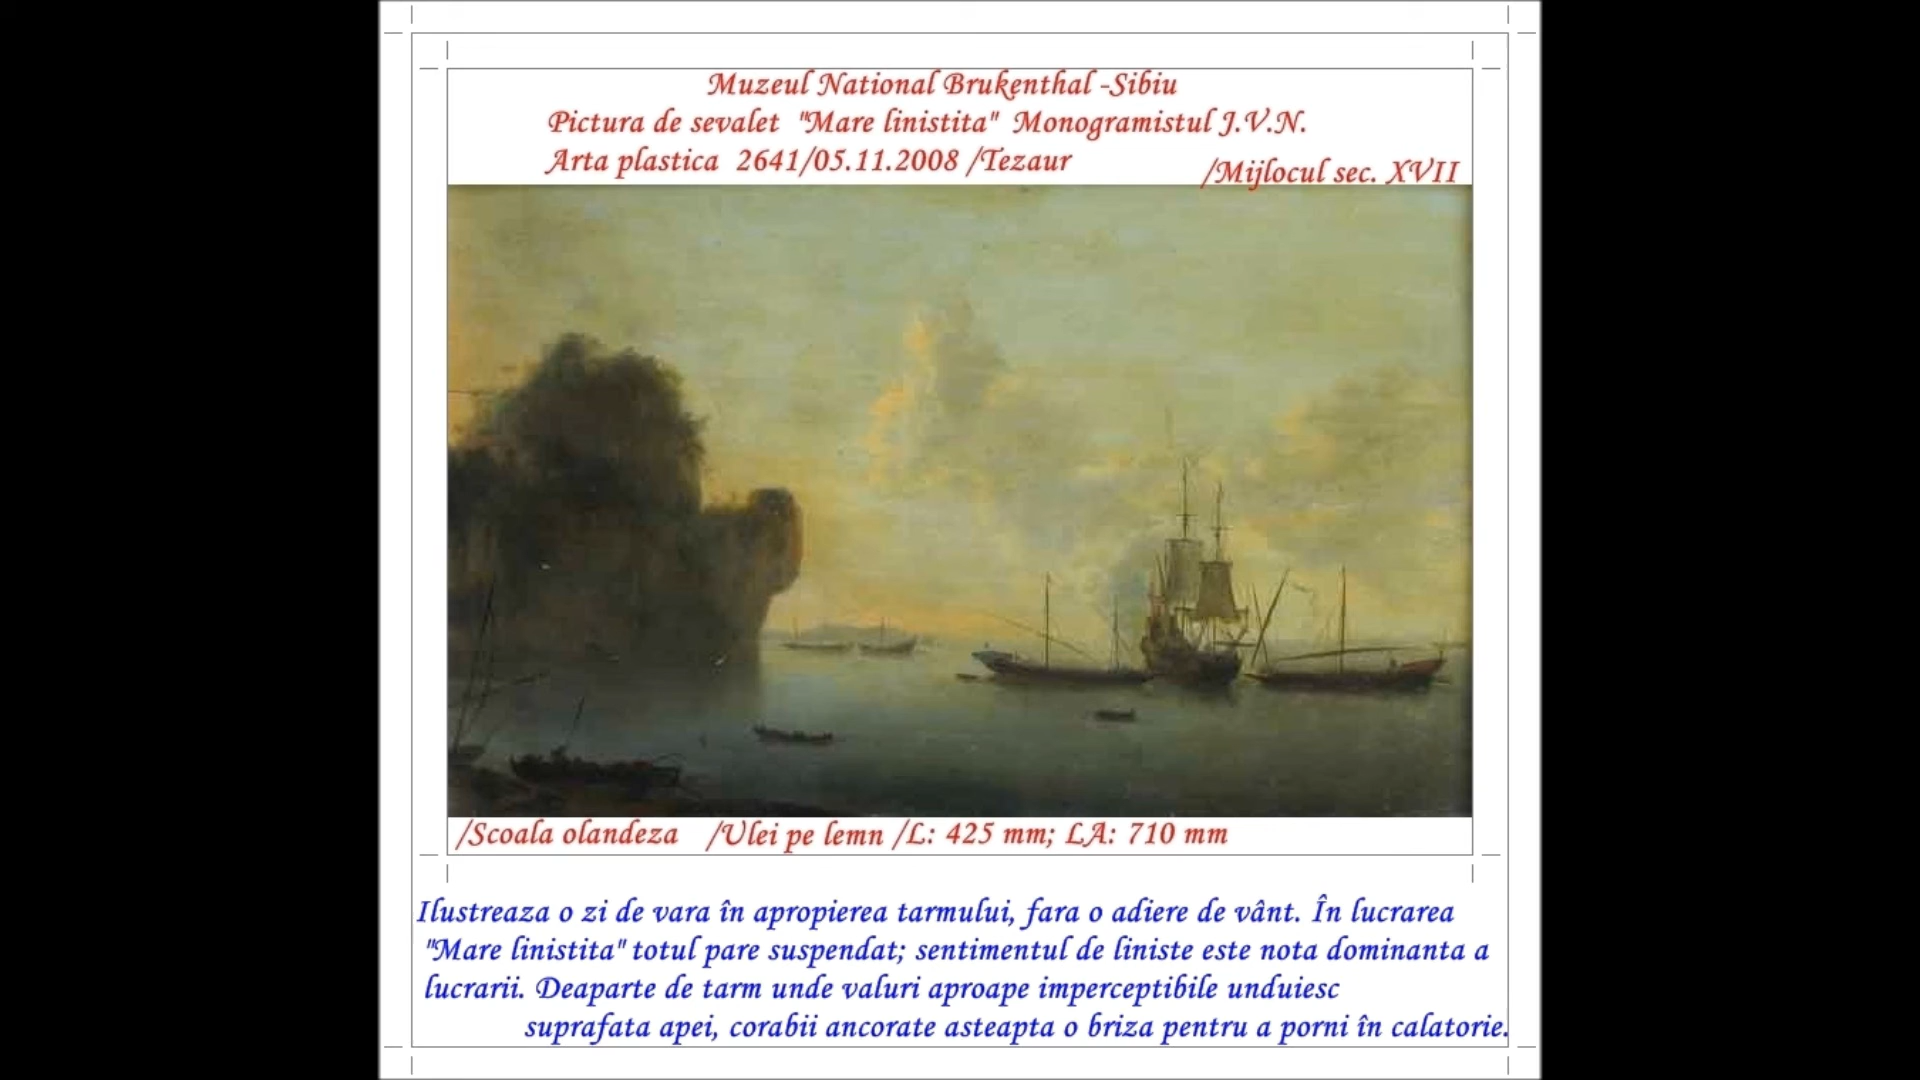 Muzeul National Brukenthal -Sibiu
Pictura de sevalet "Mare linistita" Monogramistul J.V.N.
Arta plastica 2641/05.11.2008 /Tezaur
/Mijlocul sec. XVII
/Scoala olandeza /Ulei pe lemn /L: 425 mm; LA: 710 mm
Ilustreaza o zi de vara în apropierea tarmului, fara o adiere de vânt. În lucrarea
"Mare linistita" totul pare suspendat; sentimentul de liniste este nota dominanta a
lucrarii. Deaparte de tarm unde valuri aproape imperceptibile unduiesc
suprafata apei, corabii ancorate asteapta o briza pentru a porni în calatorie.